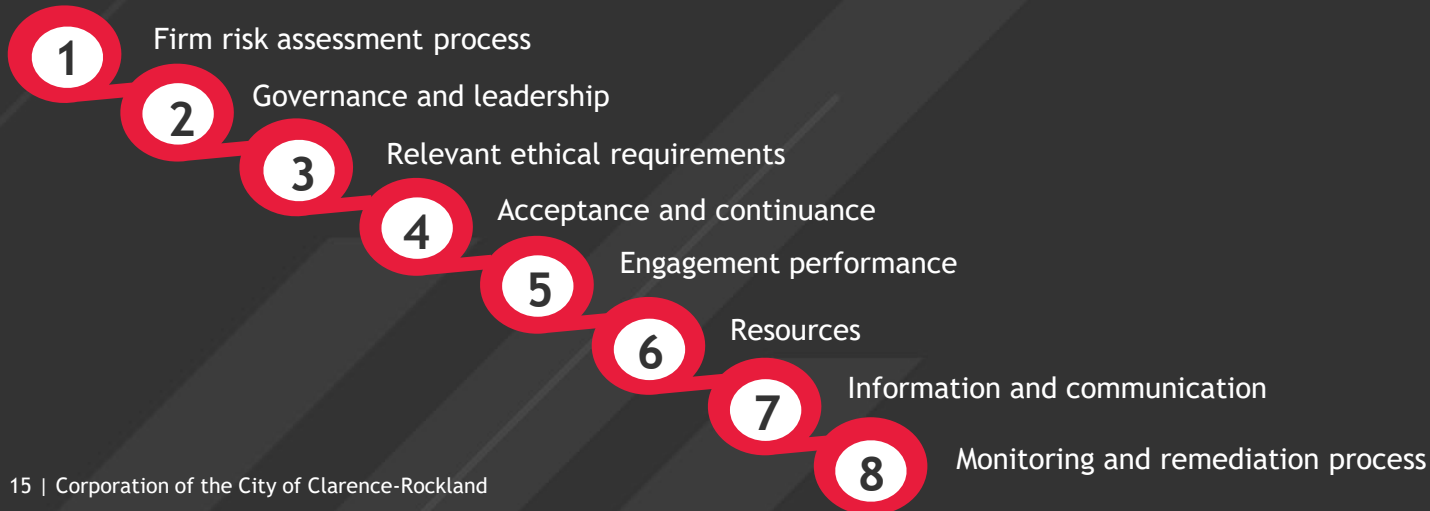 1 Firm risk assessment process
2 Governance and leadership
3 Relevant ethical requirements
4 Acceptance and continuance
5 Engagement performance
6 Resources
7 Information and communication
8 Monitoring and remediation process
15 | Corporation of the City of Clarence-Rockland